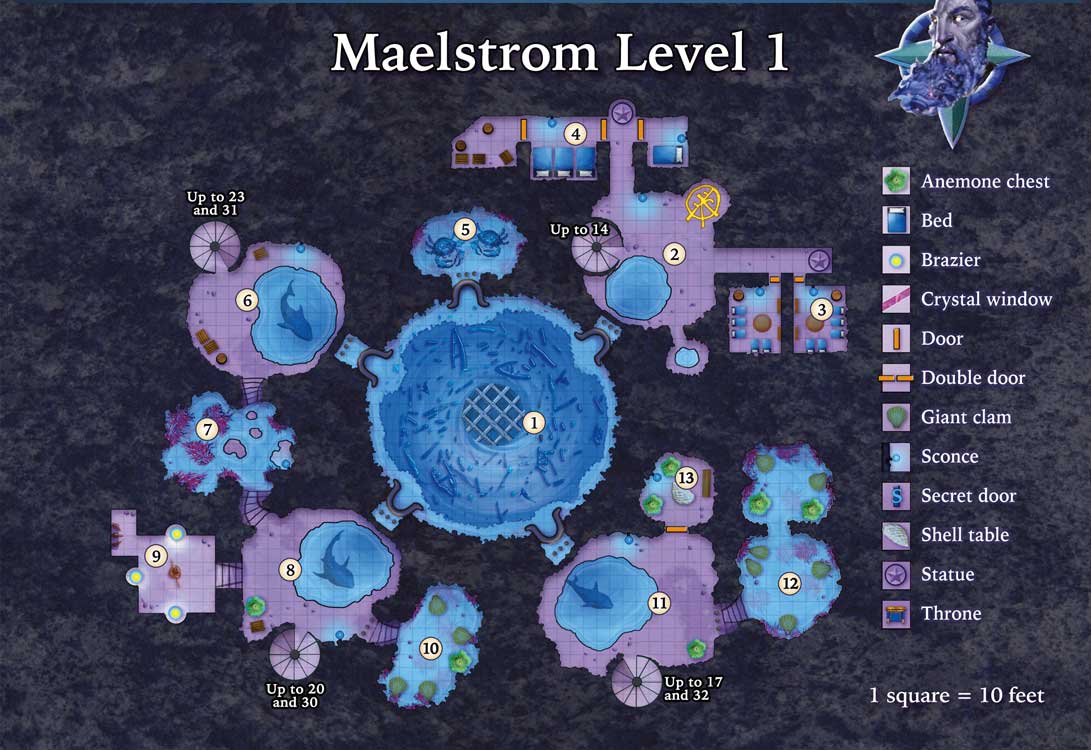 Maelstrom Level 1
4
Up to 23
and 31
5
Up to 14
2
6
3
1
7
13
9
8
12
11
10
Up to 20
and 30
Up to 17
and 32
Anemone chest
Bed
Brazier
Crystal window
Door
Double door
Giant clam
Sconce
S
Secret door
Shell table
Statue
Throne
1 square = 10 feet